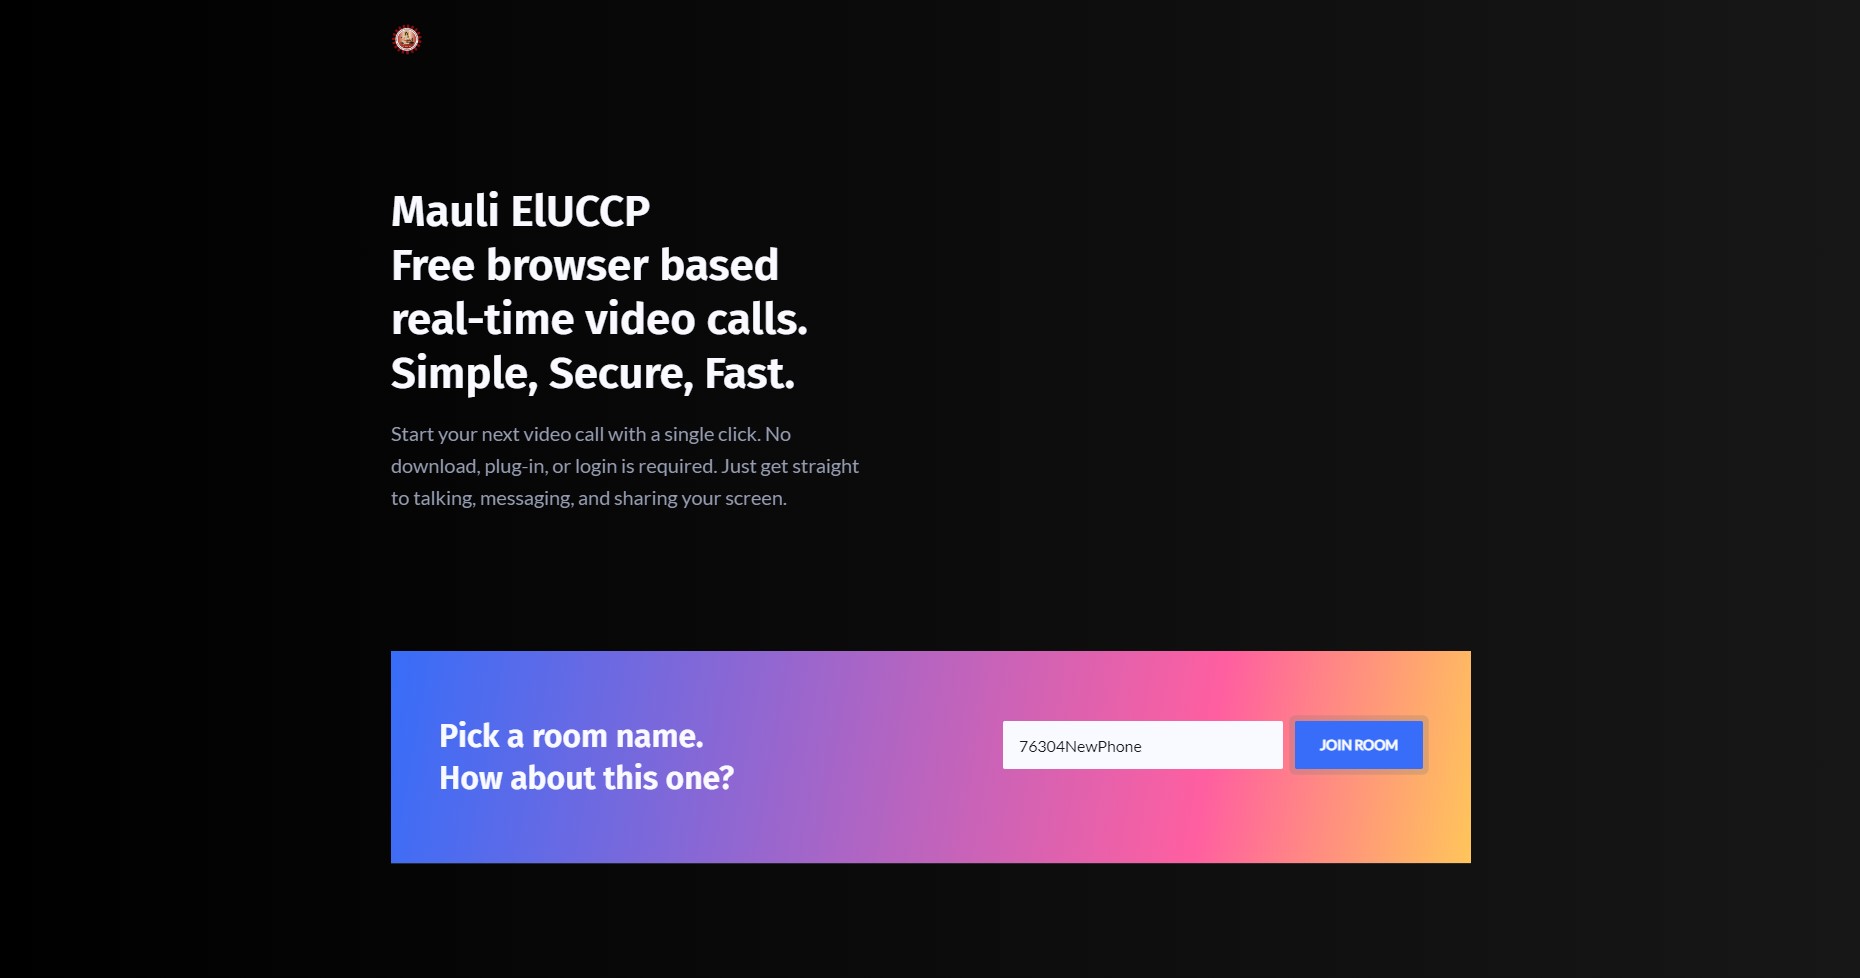 Mauli ElUCCP
Free browser based
real-time video calls.
Simple, Secure, Fast.
Start your next video call with a single click. No
download, plug-in, or login is required. Just get straight
to talking, messaging, and sharing your screen.
Pick a room name.
How about this one?
76304NewPhone
JOIN ROOM